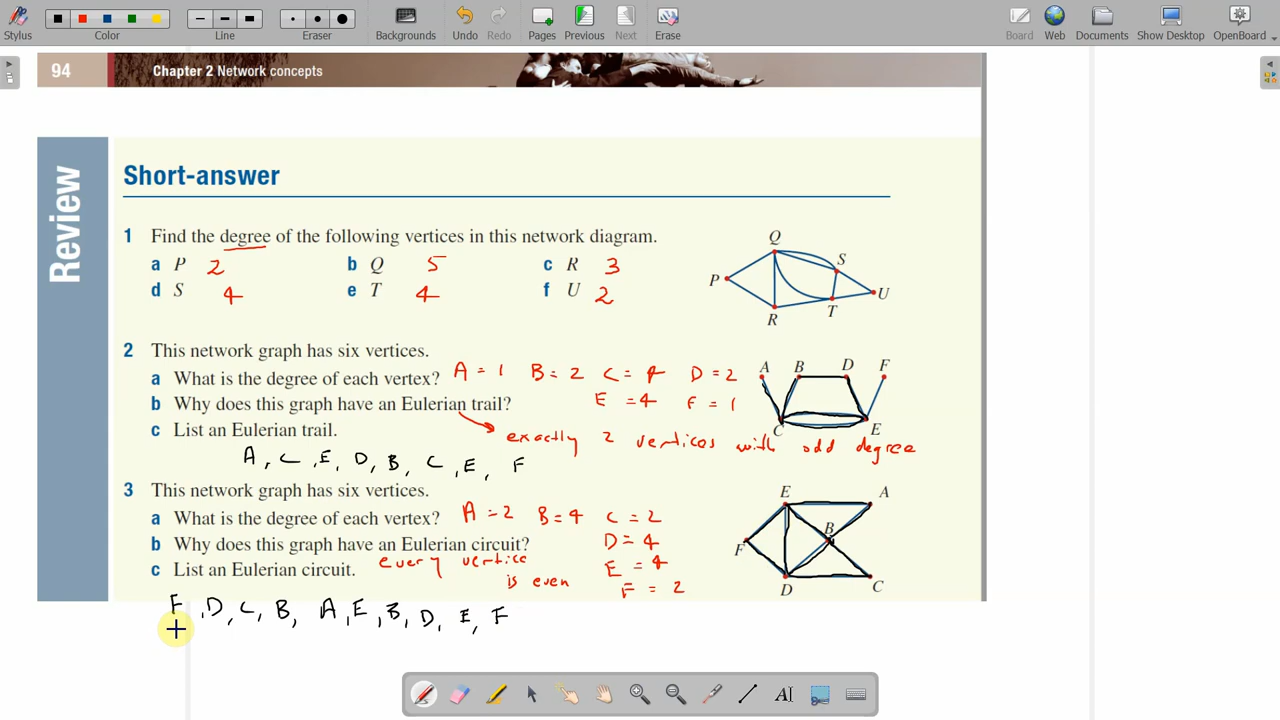 Stylus Color Line Eraser Backgrounds Undo Redo Pages Previous Next Erase Board Web Documents Show Desktop OpenBoard
94 Chapter 2 Network concepts
Review
Short-answer
1 Find the degree of the following vertices in this network diagram.
a P 2 b Q 5 c R 3
d S 4 e T 4 f U 2
Q
P
S
U
R
T
2 This network graph has six vertices.
a What is the degree of each vertex? A = 1 B = 2 C = 4 D = 2
E = 4 F = 1
b Why does this graph have an Eulerian trail?
exactly 2 vertices with odd degree
c List an Eulerian trail.
A, C, E, D, B, C, E, F
A B D F
C E
3 This network graph has six vertices.
a What is the degree of each vertex? A = 2 B = 4 C = 2
D = 4
E = 4
F = 2
b Why does this graph have an Eulerian circuit?
every vertice
is even
c List an Eulerian circuit.
F, D, C, B, A, E, B, D, E, F
E A
B
F
D C
AI